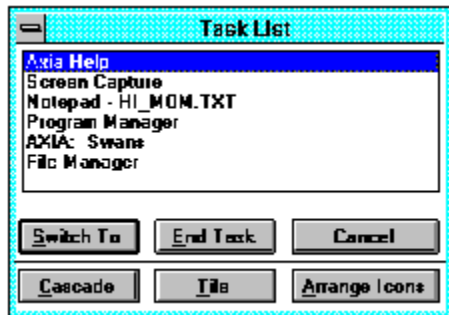 Task List
Axia Help
Screen Capture
Notepad - HI_MOM.TXT
Program Manager
AXIA: Swans
File Manager
Switch To End Task Cancel
Cascade Tile Arrange Icons